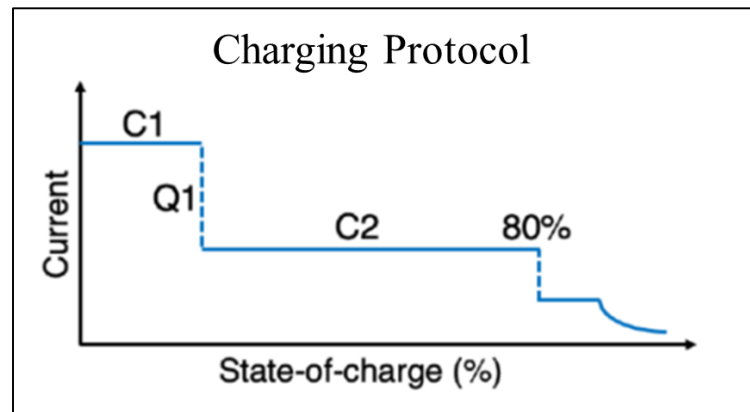 Charging Protocol
C1
Q1
C2
80%
Current
State-of-charge (%)